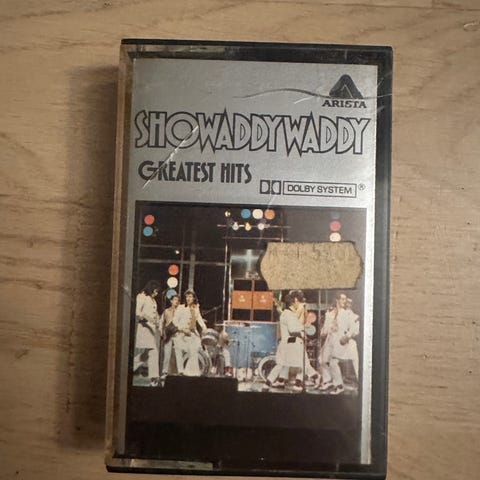 ARISTA
SHOWADDYWADDY
GREATEST HITS
DOLBY SYSTEM ®